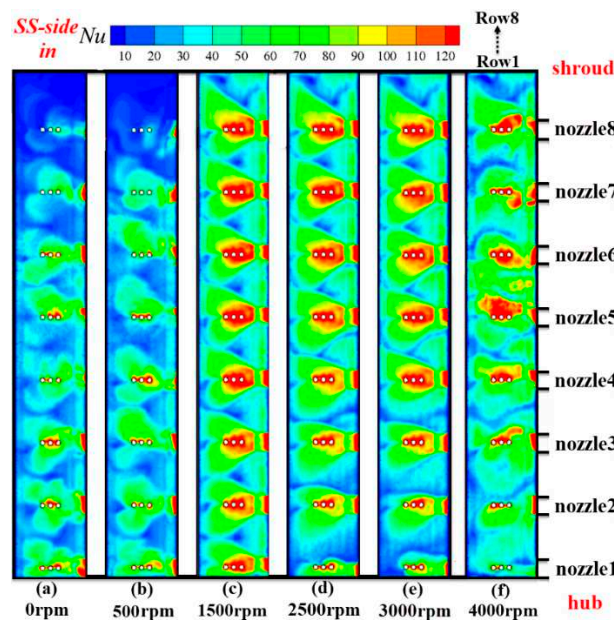 SS-side in
Nu
10 20 30 40 50 60 70 80 90 100 110 120
Row8
Row1
shroud
nozzle8
nozzle7
nozzle6
nozzle5
nozzle4
nozzle3
nozzle2
nozzle1
(a) (b) (c) (d) (e) (f)
0rpm 500rpm 1500rpm 2500rpm 3000rpm 4000rpm
hub